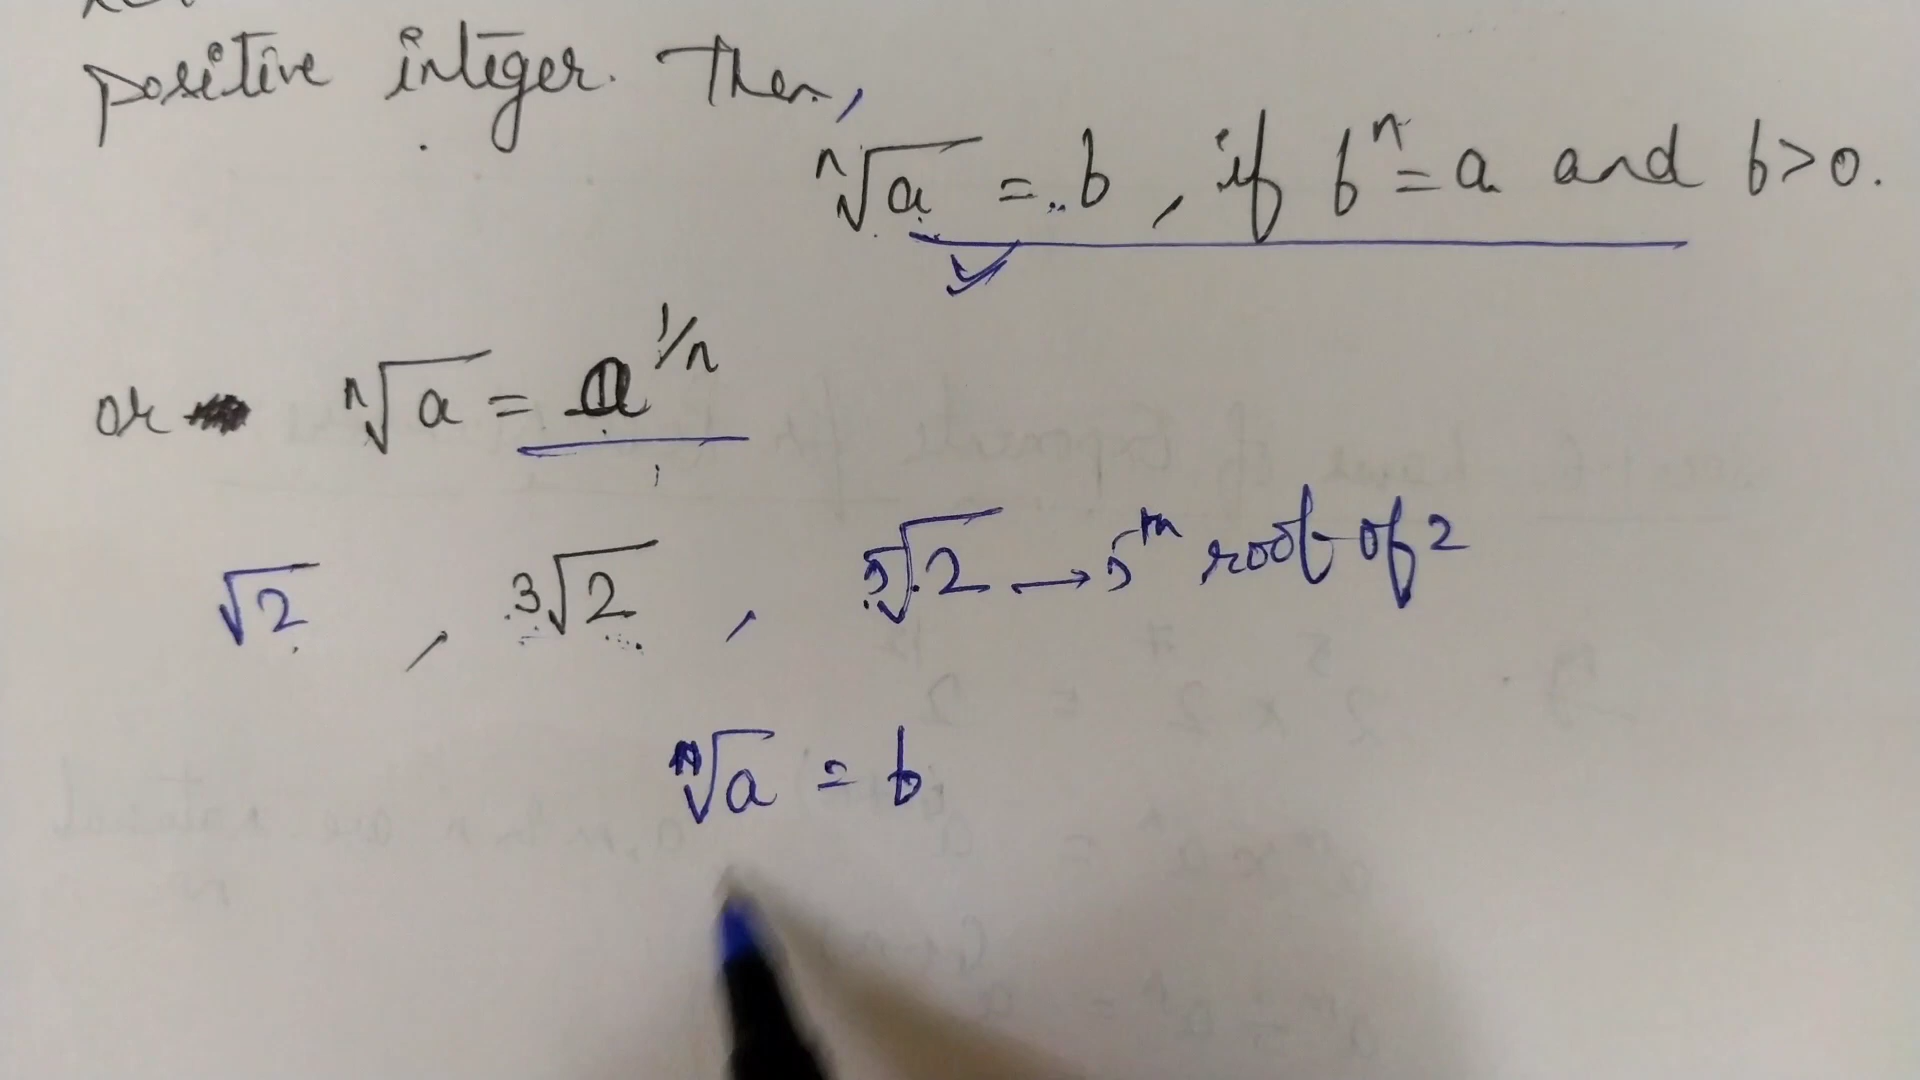 positive integer. Then,
ⁿ√a = b, if bⁿ = a and b>0.
or ⁿ√a = a^1/n
√2 , ³√2 , ⁵√2 → 5th root of 2
ⁿ√a = b